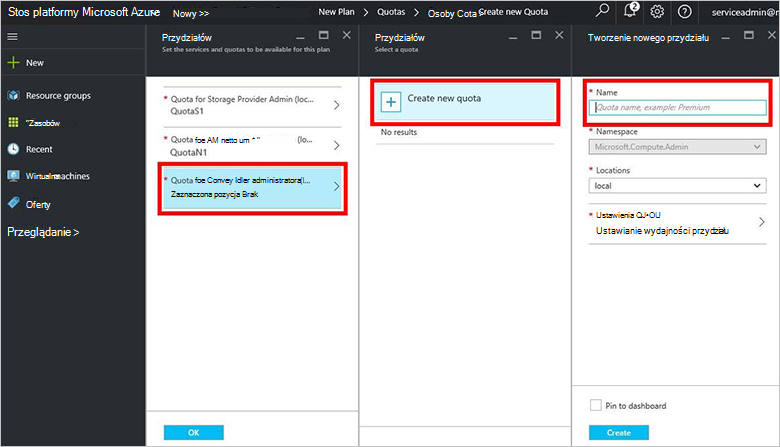 Stos platformy Microsoft Azure
Nowy >>
New Plan > Quotas > Osoby Cota Create new Quota
2
serviceadmin@
New
Resource groups
"Zasobów
Recent
Wirtualmachines
Oferty
Przeglądanie >
Przydziałów
Set the services and quotas to be available for this plan
* Quota for Storage Provider Admin (loc...
QuotaS1
* Quota foe AM netto um * " (lo...
QuotaN1
* Quota foe Convey Idler administratora(l...
Zaznaczona pozycja Brak
OK
Przydziałów
Select a quota
Create new quota
No results
Tworzenie nowego przydziału
* Name
Quota name, example: Premium
* Namespace
Microsoft.Compute.Admin
* Locations
local
* Ustawienia QJ•OU
Ustawianie wydajności przydziału
Pin to dashboard
Create